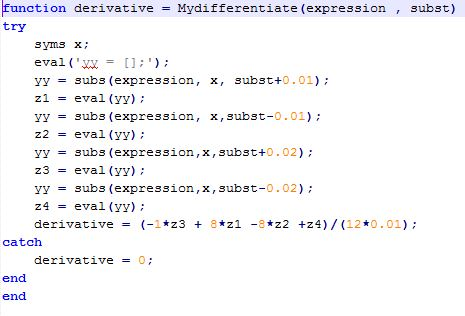 function derivative = Mydifferentiate(expression , subst)
try
    syms x;
    eval('yy = [];');
    yy = subs(expression, x, subst+0.01);
    z1 = eval(yy);
    yy = subs(expression, x,subst-0.01);
    z2 = eval(yy);
    yy = subs(expression,x,subst+0.02);
    z3 = eval(yy);
    yy = subs(expression,x,subst-0.02);
    z4 = eval(yy);
    derivative = (-1*z3 + 8*z1 -8*z2 +z4)/(12*0.01);
catch
    derivative = 0;
end
end